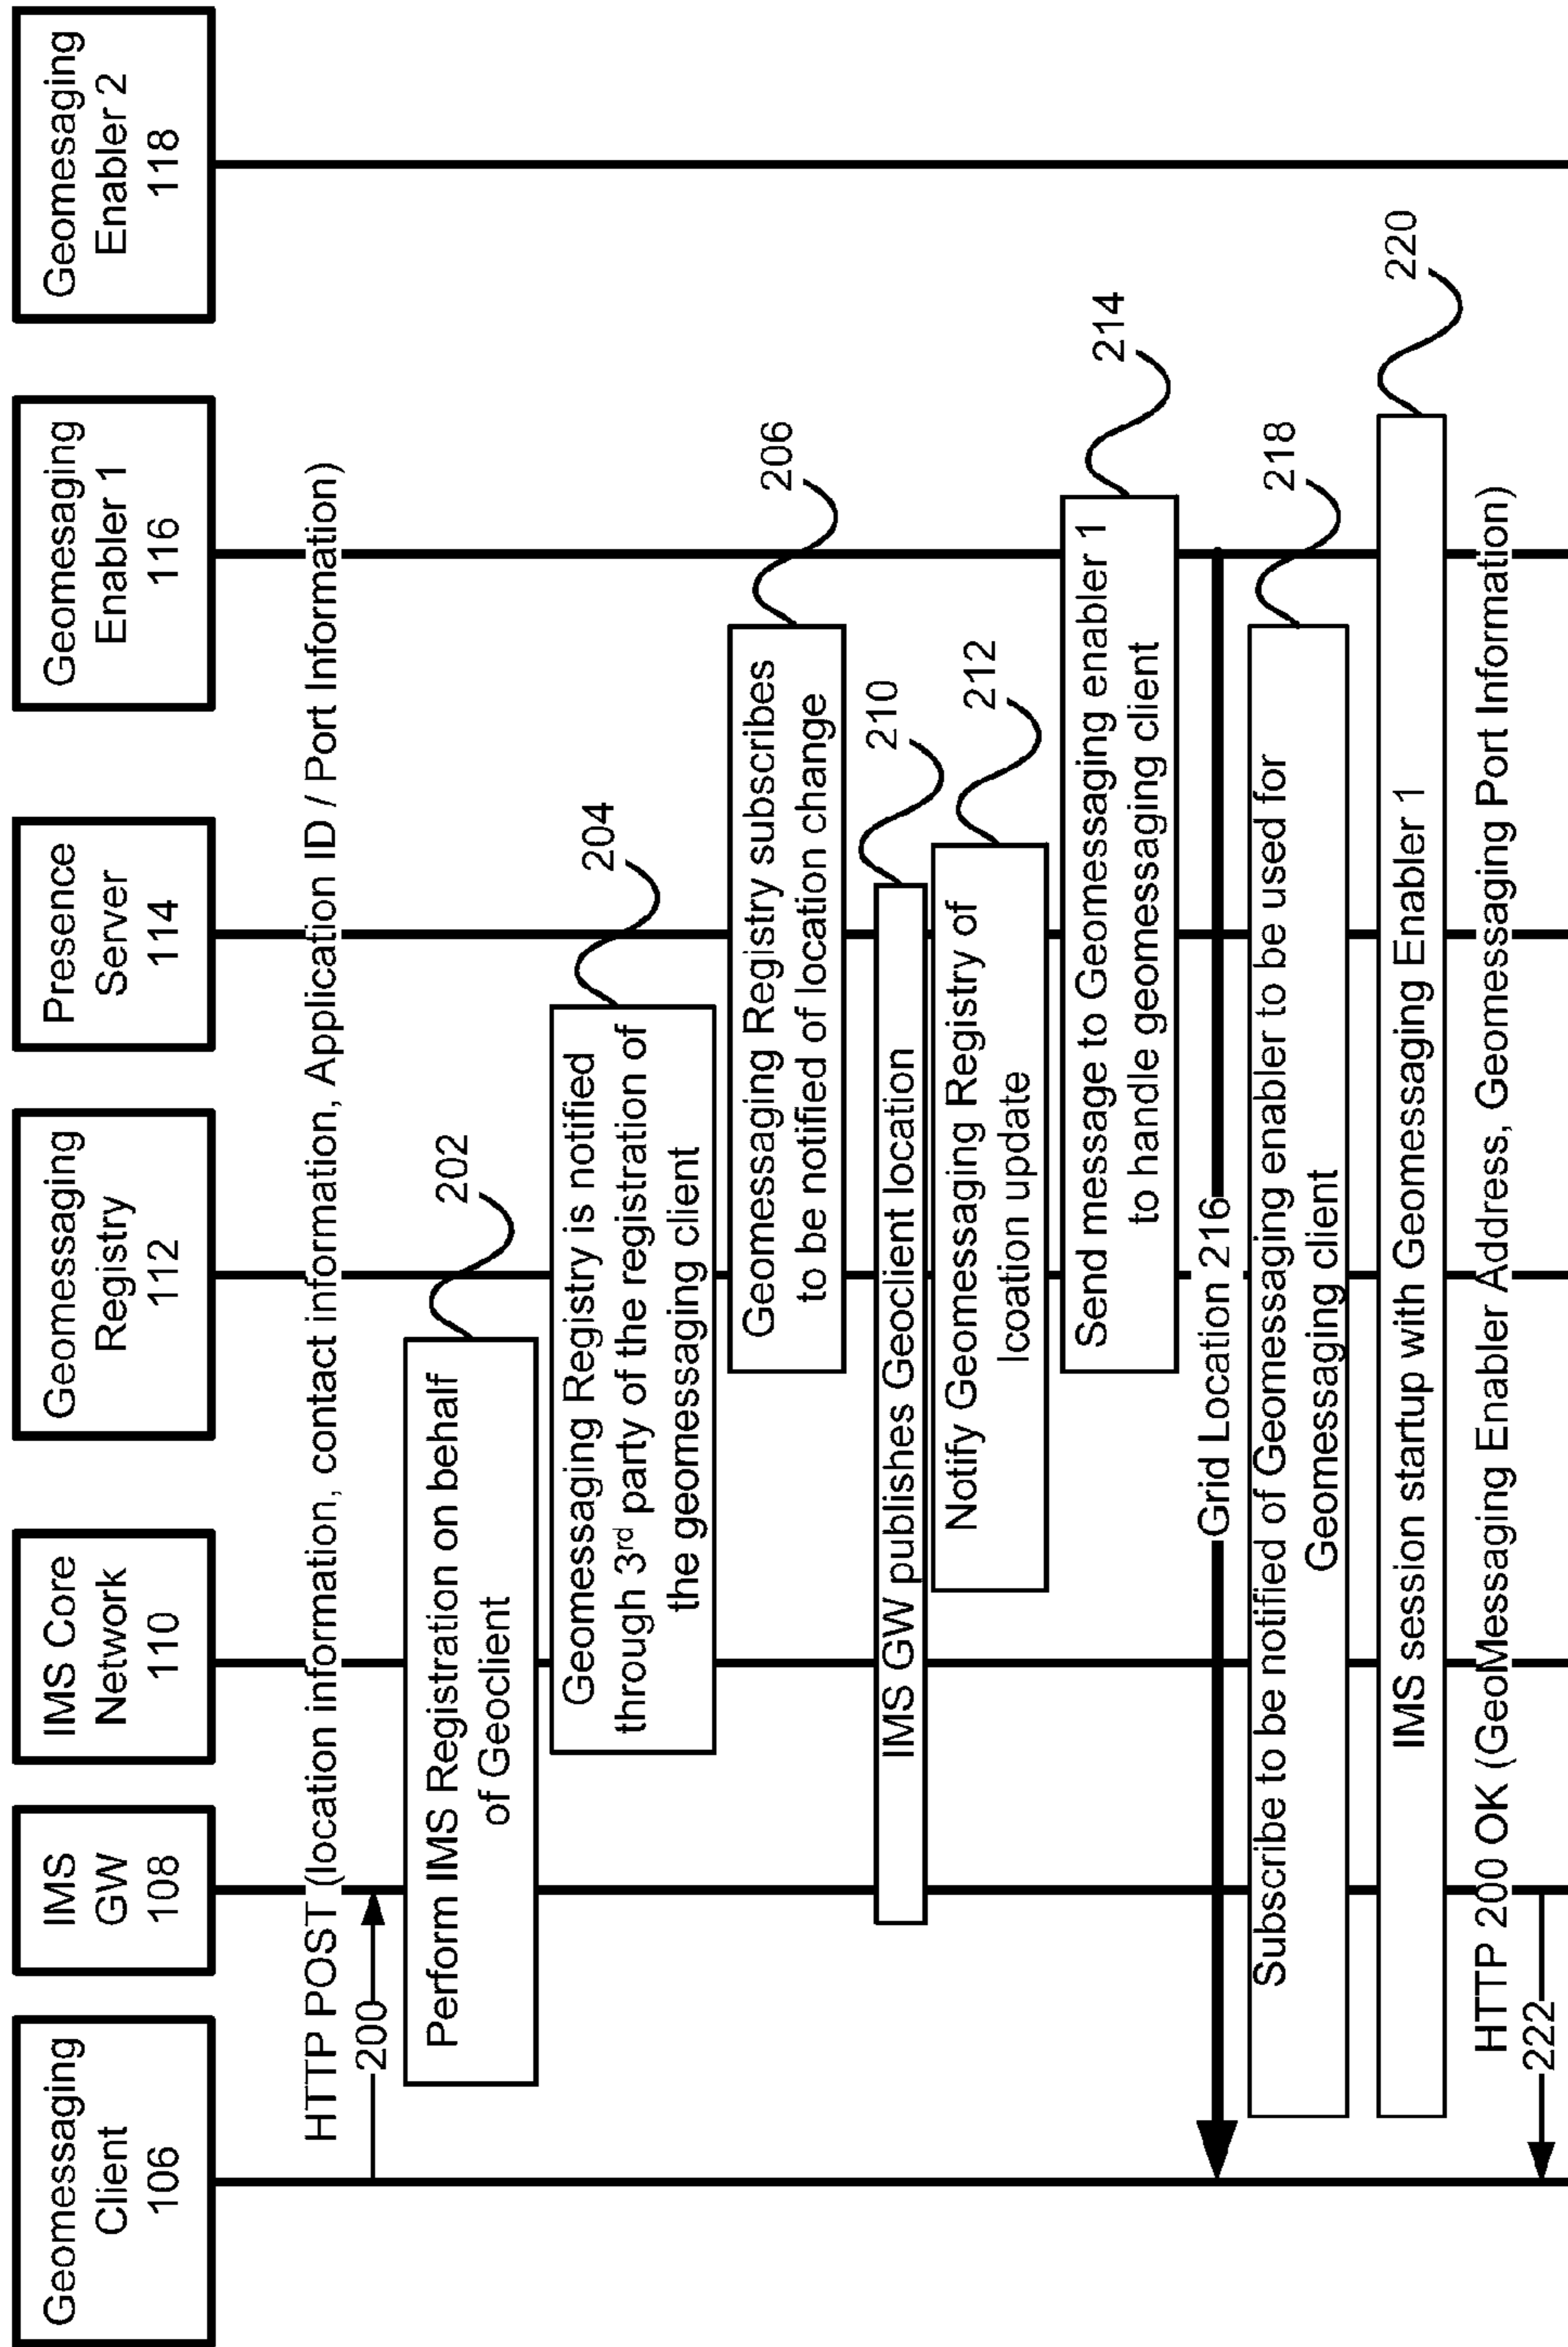 Geomessaging
Client
106
IMS
GW
108
IMS Core
Network
110
Geomessaging
Registry
112
Presence
Server
114
Geomesaging
Enabler 1
116
Geomesaging
Enabler 2
118
HTTP POST (location information, contact information, Application ID / Port Information)
200
Perform IMS Registration on behalf
of Geoclient
202
Geomessaging Registry is notified
through 3rd party of the registration of
the geomessaging client
204
Geomessaging Registry subscribes
to be notified of location change
206
IMS GW publishes Geoclient location
210
Notify Geomessaging Registry of
lcoation update
212
Send message to Geomessaging enabler 1
to handle geomessaging client
214
Grid Location 216
Subscribe to be notified of Geomessaging enabler to be used for
Geomessaging client
218
IMS session startup with Geomessaging Enabler 1
220
HTTP 200 OK (GeoMessaging Enabler Address, Geomessaging Port Information)
222